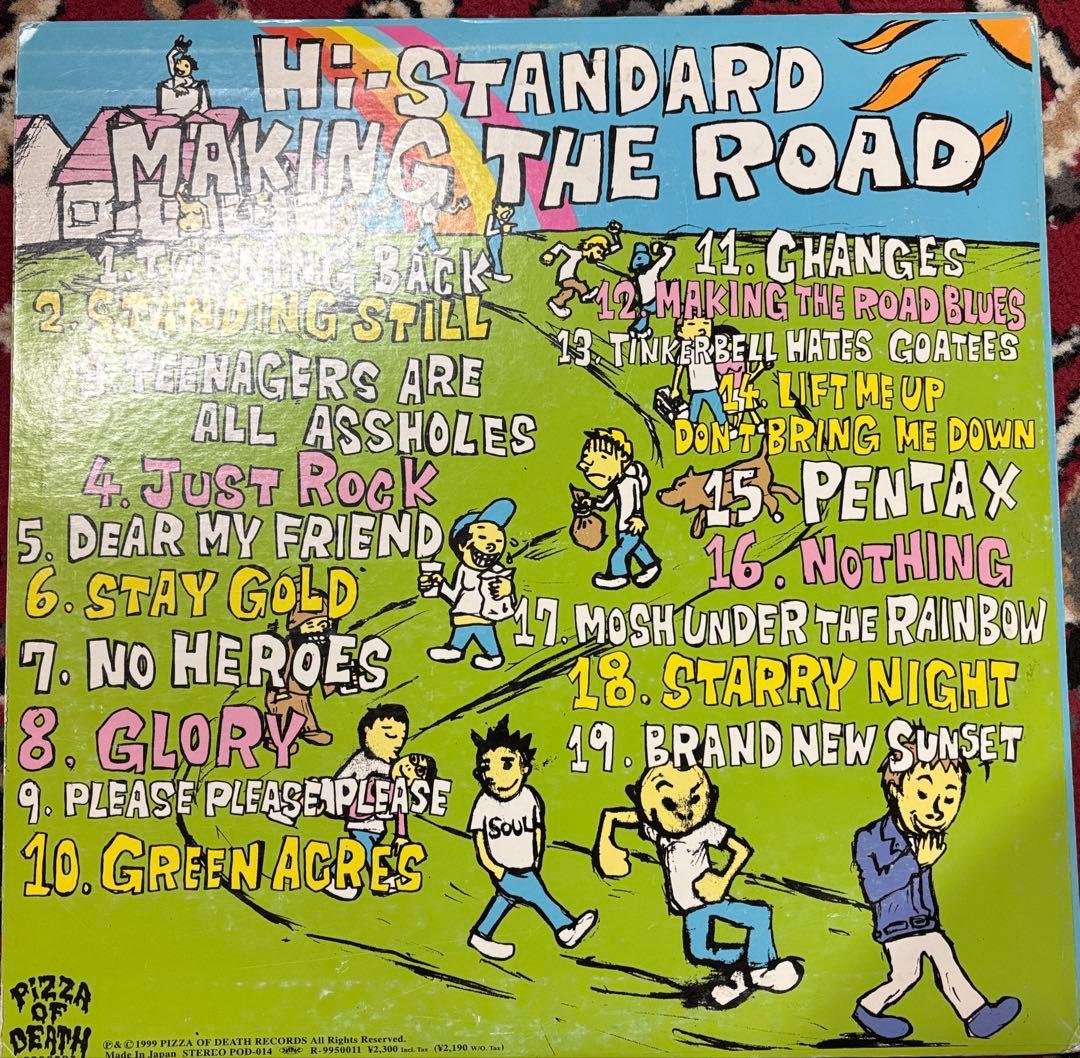 Hi-STANDARD
MAKING THE ROAD
1. TURNING BACK
2. STANDING STILL
3. TEENAGERS ARE
ALL ASSHOLES
4. JUST ROCK
5. DEAR MY FRIEND
6. STAY GOLD
7. NO HEROES
8. GLORY
9. PLEASE PLEASE PLEASE
10. GREEN ACRES
11. CHANGES
12. MAKING THE ROAD BLUES
13. TINKERBELL HATES GOATEES
14. LIFT ME UP
DON'T BRING ME DOWN
15. PENTAX
16. NOTHING
17. MOSH UNDER THE RAINBOW
18. STARRY NIGHT
19. BRAND NEW SUNSET
SOUL
PIZZA
OF
DEATH
℗&©1999 PIZZA OF DEATH RECORDS All Rights Reserved.
Made In Japan STEREO POD-014 R-9950011 ¥2,300 Incl. Tax (¥2,190 W/O. Tax)